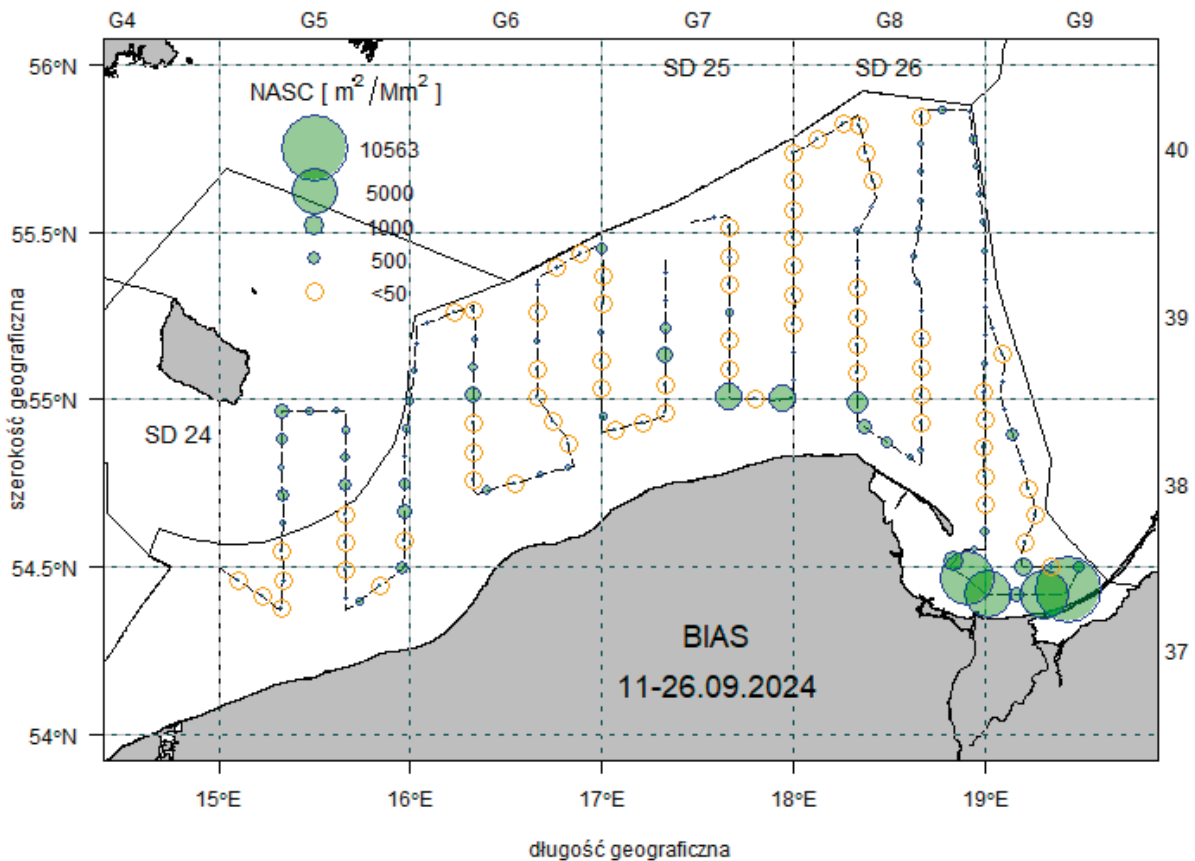 G4 G5 G6 G7 G8 G9
56°N
SD 25 SD 26
NASC [ m²/Mm² ]
10563
40
5000
55.5°N
1000
500
<50
39
55°N
SD 24
38
54.5°N
37
BIAS
11-26.09.2024
54°N
15°E 16°E 17°E 18°E 19°E
szerokość geograficzna
długość geograficzna